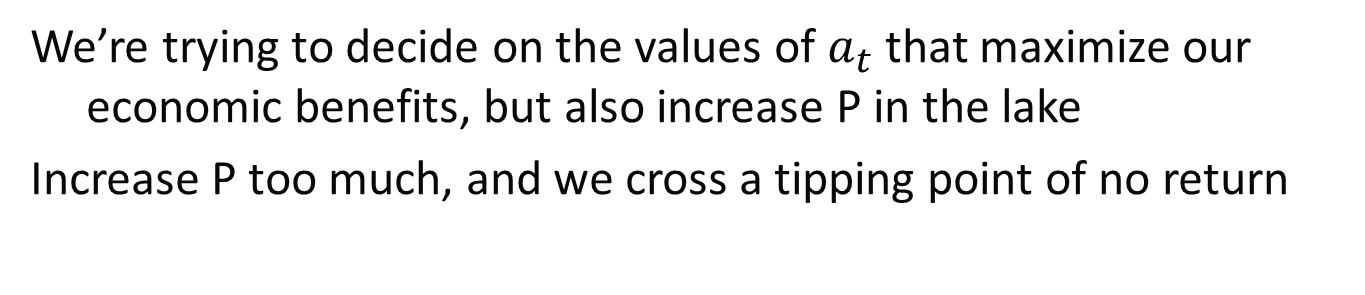 We’re trying to decide on the values of 𝑎𝑡 that maximize our
economic benefits, but also increase P in the lake
Increase P too much, and we cross a tipping point of no return